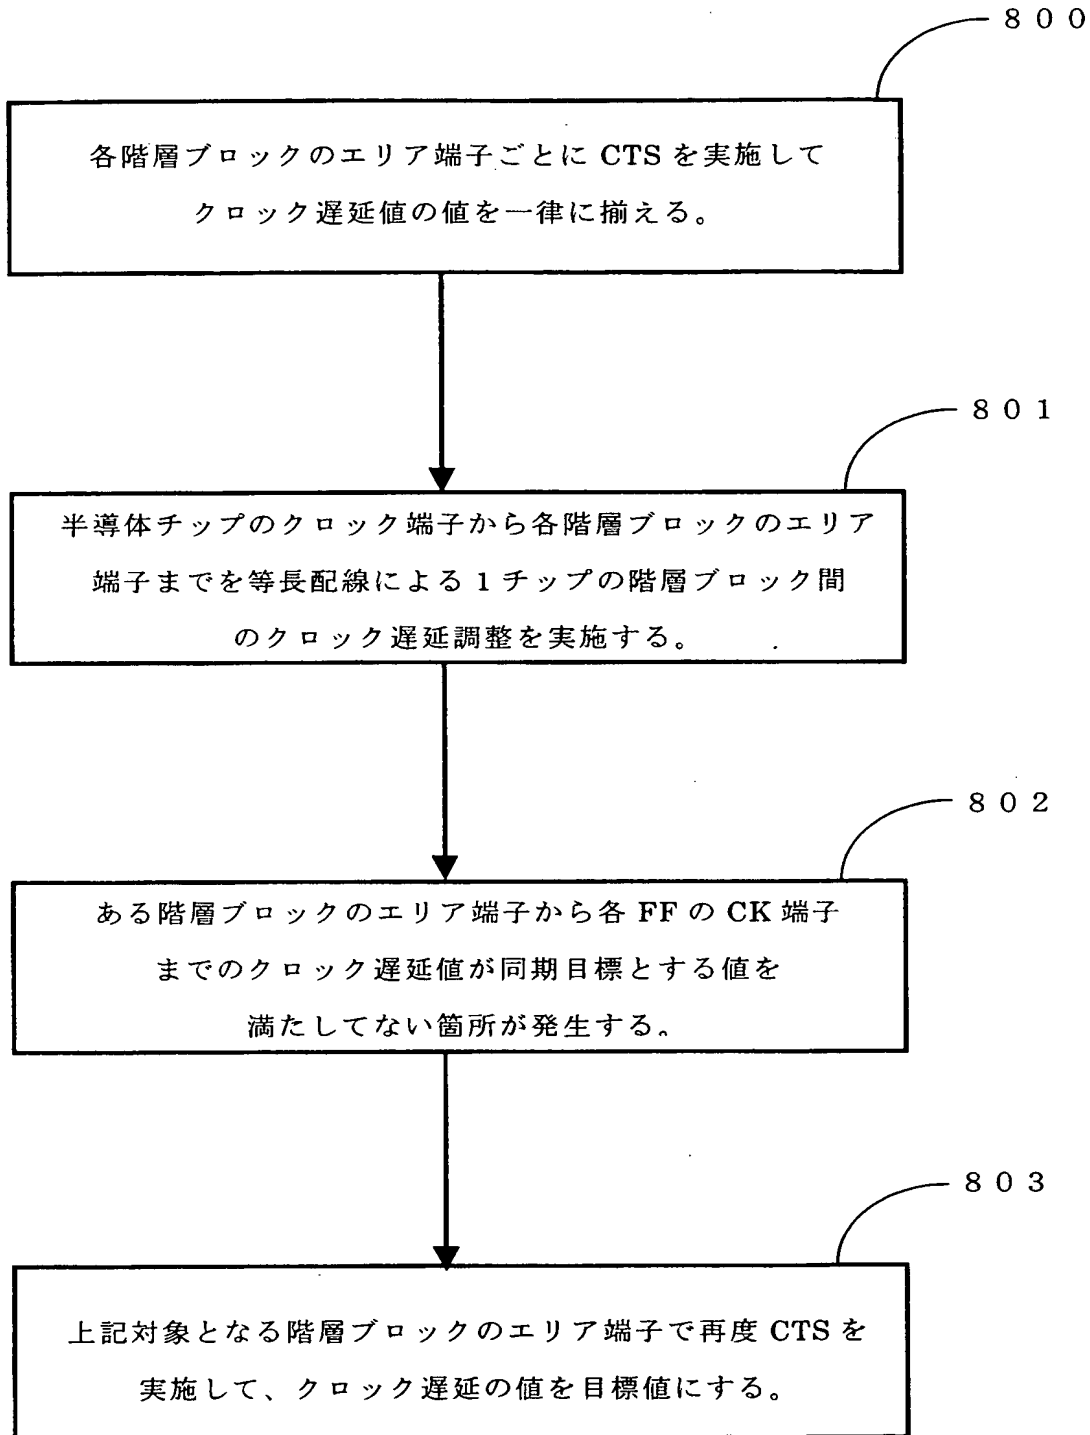 800
各階層ブロックのエリア端子ごとに CTS を実施して
クロック遅延値の値を一律に揃える。
801
半導体チップのクロック端子から各階層ブロックのエリア
端子までを等長配線による 1 チップの階層ブロック間
のクロック遅延調整を実施する。
802
ある階層ブロックのエリア端子から各 FF の CK 端子
までのクロック遅延値が同期目標とする値を
満たしてない箇所が発生する。
803
上記対象となる階層ブロックのエリア端子で再度 CTS を
実施して、クロック遅延の値を目標値にする。